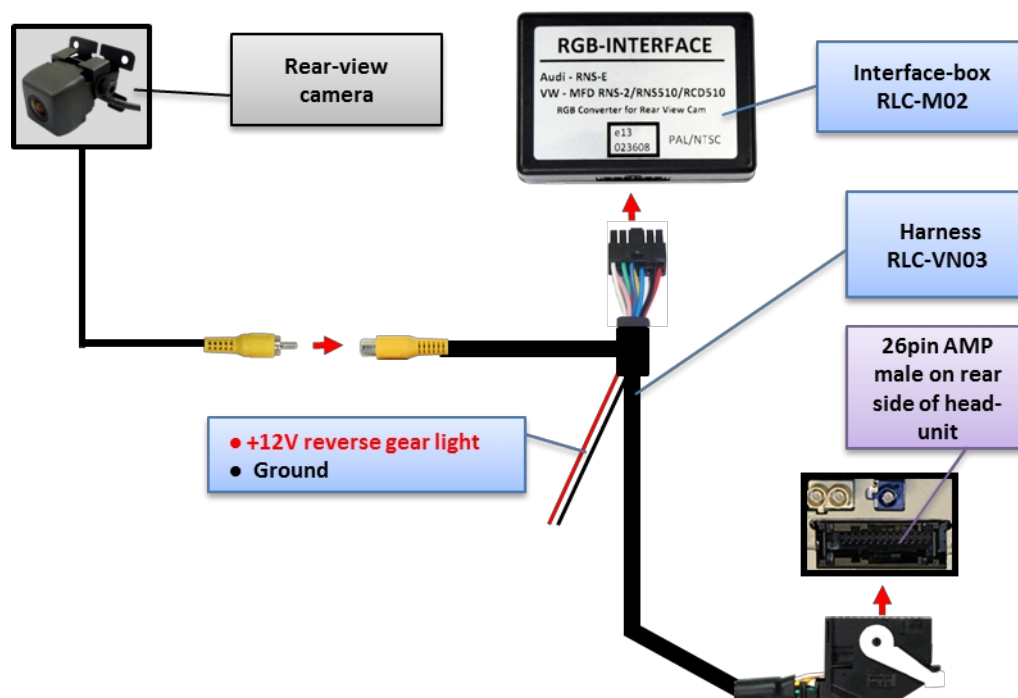 Rear-view
camera
RGB-INTERFACE
Audi - RNS-E
VW - MFD RNS-2/RNS510/RCD510
RGB Converter for Rear View Cam
e13
023608
PAL/NTSC
Interface-box
RLC-M02
Harness
RLC-VN03
26pin AMP
male on rear
side of head-
unit
● +12V reverse gear light
● Ground